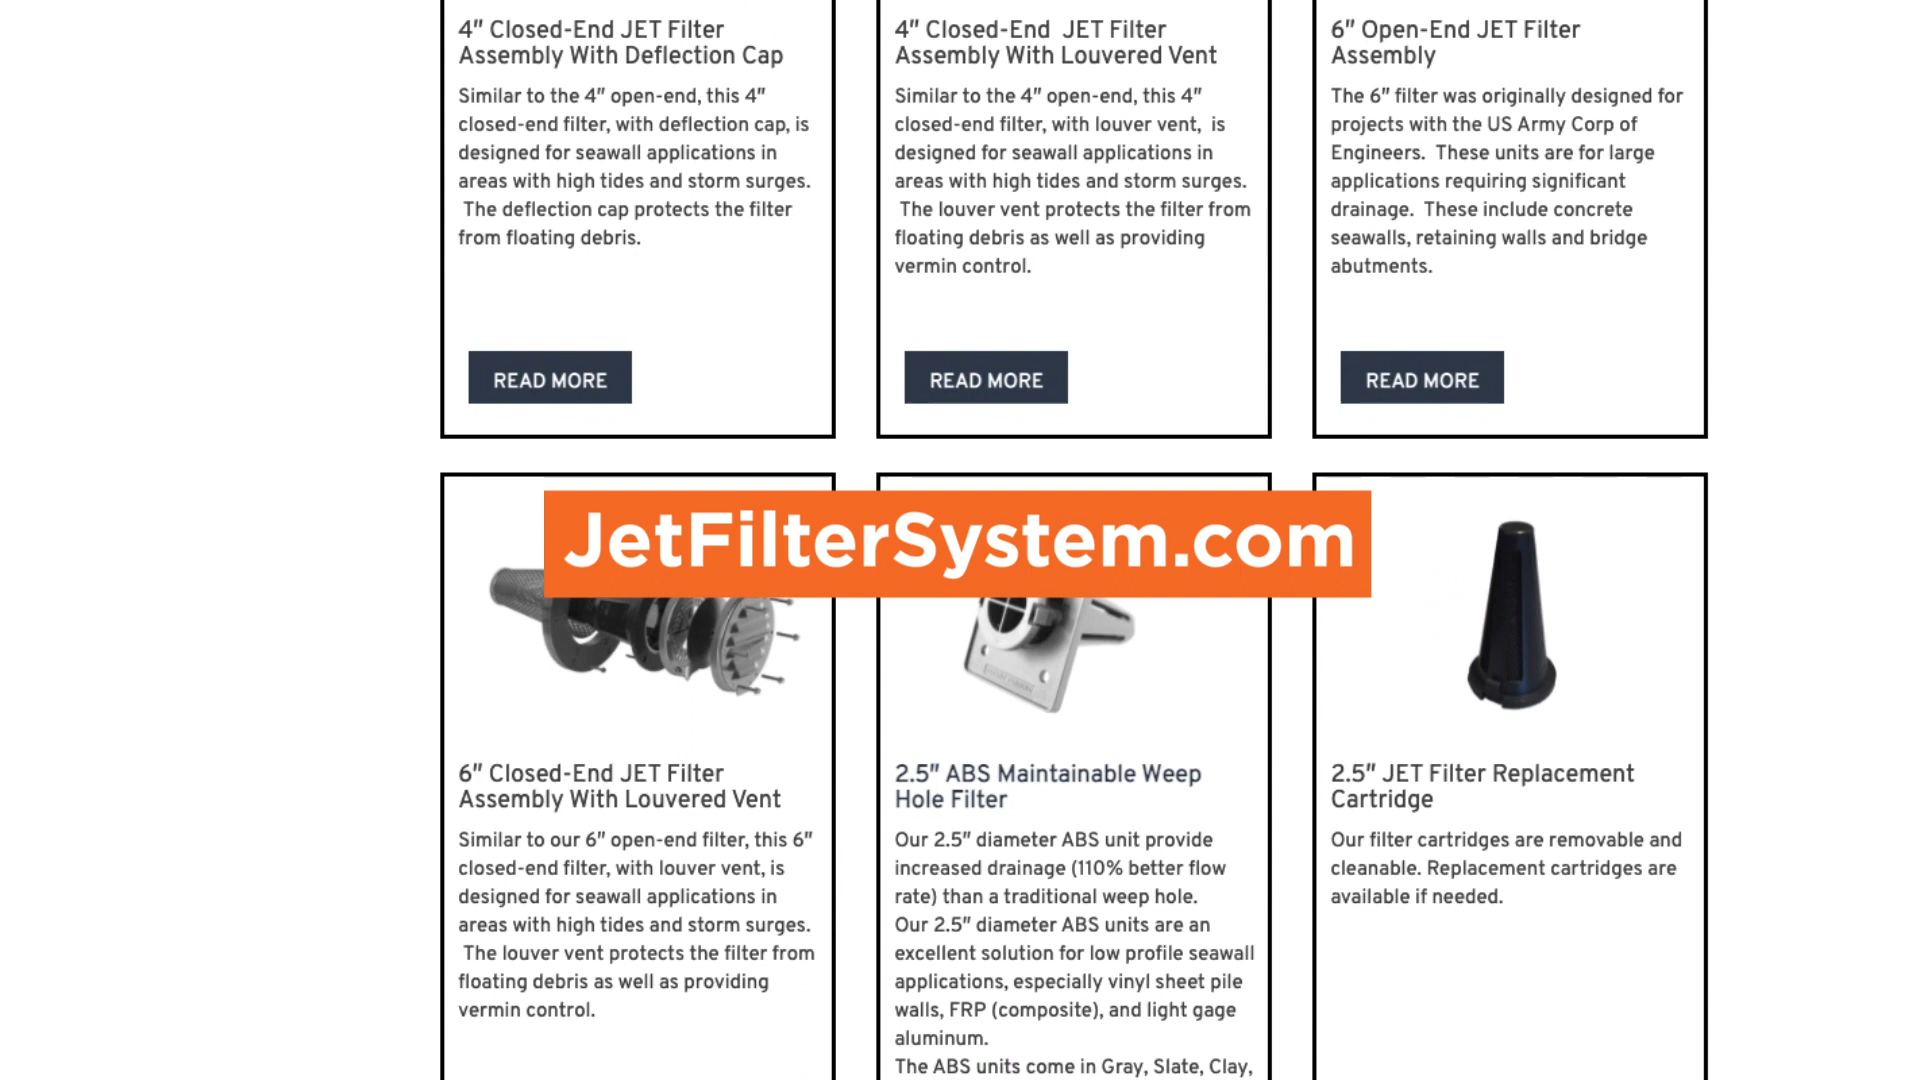 4" Closed-End JET Filter
Assembly With Deflection Cap
Similar to the 4" open-end, this 4"
closed-end filter, with deflection cap, is
designed for seawall applications in
areas with high tides and storm surges.
The deflection cap protects the filter
from floating debris.
READ MORE
4" Closed-End JET Filter
Assembly With Louvered Vent
Similar to the 4" open-end, this 4"
closed-end filter, with louver vent, is
designed for seawall applications in
areas with high tides and storm surges.
The louver vent protects the filter from
floating debris as well as providing
vermin control.
READ MORE
6" Open-End JET Filter
Assembly
The 6" filter was originally designed for
projects with the US Army Corp of
Engineers. These units are for large
applications requiring significant
drainage. These include concrete
seawalls, retaining walls and bridge
abutments.
READ MORE
JetFilterSystem.com
6" Closed-End JET Filter
Assembly With Louvered Vent
Similar to our 6" open-end filter, this 6"
closed-end filter, with louver vent, is
designed for seawall applications in
areas with high tides and storm surges.
The louver vent protects the filter from
floating debris as well as providing
vermin control.
2.5" ABS Maintainable Weep
Hole Filter
Our 2.5" diameter ABS unit provide
increased drainage (110% better flow
rate) than a traditional weep hole.
Our 2.5" diameter ABS units are an
excellent solution for low profile seawall
applications, especially vinyl sheet pile
walls, FRP (composite), and light gage
aluminum.
The ABS units come in Gray, Slate, Clay,
2.5" JET Filter Replacement
Cartridge
Our filter cartridges are removable and
cleanable. Replacement cartridges are
available if needed.